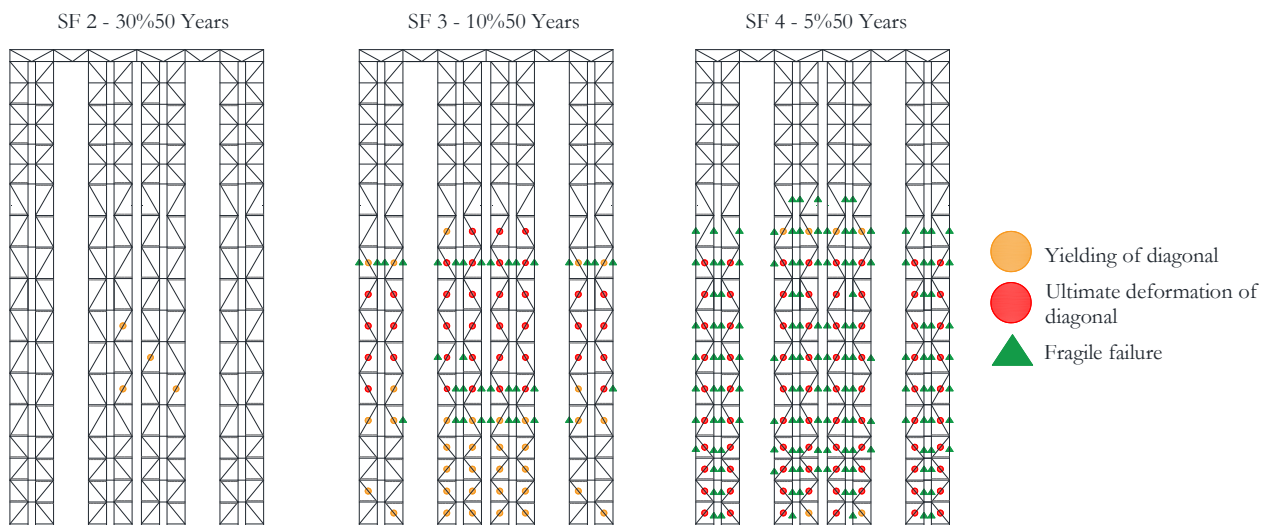 SF 2 - 30%50 Years
SF 3 - 10%50 Years
SF 4 - 5%50 Years
Yielding of diagonal
Ultimate deformation of
diagonal
Fragile failure